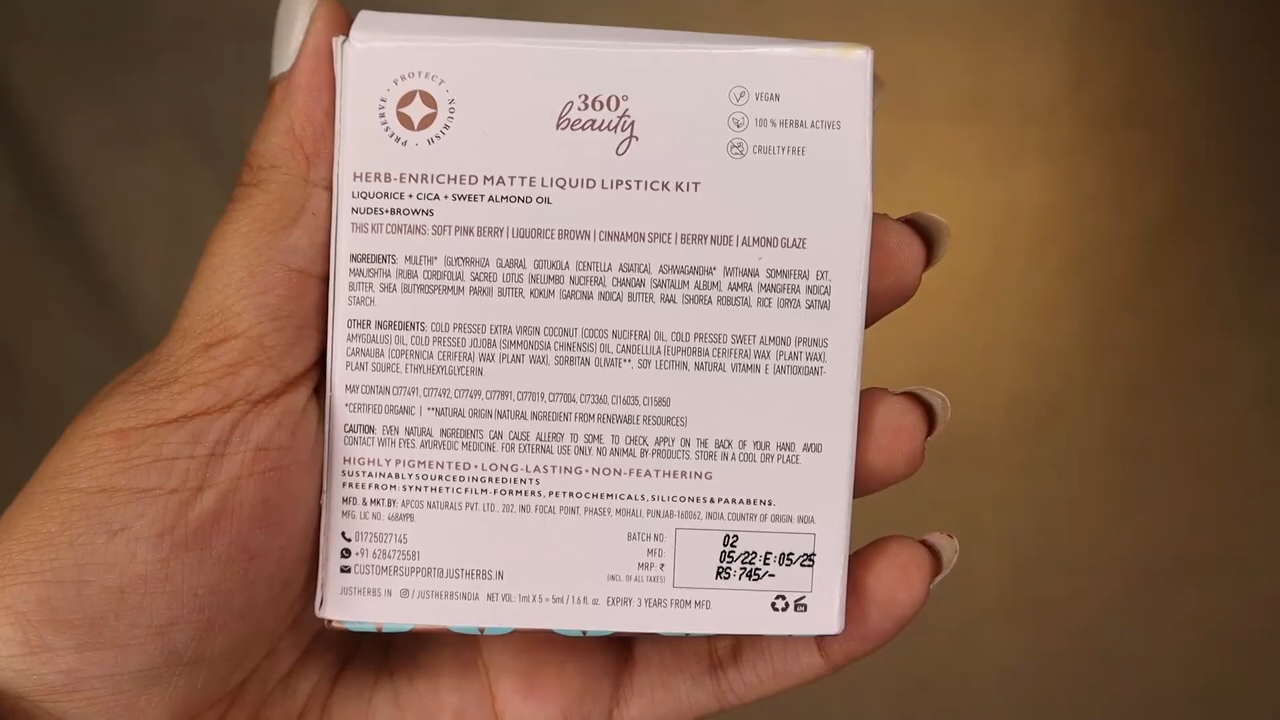 PRESERVE · PROTECT · NOURISH ·
360°
beauty
VEGAN
100 % HERBAL ACTIVES
CRUELTY FREE
HERB-ENRICHED MATTE LIQUID LIPSTICK KIT
LIQUORICE + CICA + SWEET ALMOND OIL
NUDES+BROWNS
THIS KIT CONTAINS: SOFT PINK BERRY | LIQUORICE BROWN | CINNAMON SPICE | BERRY NUDE | ALMOND GLAZE
INGREDIENTS: MULETHI* (GLYCYRRHIZA GLABRA), GOTUKOLA (CENTELLA ASIATICA), ASHWAGANDHA* (WITHANIA SOMNIFERA) EXT.,
MANJISHTHA (RUBIA CORDIFOLIA), SACRED LOTUS (NELUMBO NUCIFERA), CHANDAN (SANTALUM ALBUM), AAMRA (MANGIFERA INDICA)
BUTTER, SHEA (BUTYROSPERMUM PARKII) BUTTER, KOKUM (GARCINIA INDICA) BUTTER, RAAL (SHOREA ROBUSTA), RICE (ORYZA SATIVA)
STARCH.
OTHER INGREDIENTS: COLD PRESSED EXTRA VIRGIN COCONUT (COCOS NUCIFERA) OIL, COLD PRESSED SWEET ALMOND (PRUNUS
AMYGDALUS) OIL, COLD PRESSED JOJOBA (SIMMONDSIA CHINENSIS) OIL, CANDELLILA (EUPHORBIA CERIFERA) WAX (PLANT WAX),
CARNAUBA (COPERNICIA CERIFERA) WAX (PLANT WAX), SORBITAN OLIVATE**, SOY LECITHIN, NATURAL VITAMIN E (ANTIOXIDANT-
PLANT SOURCE, ETHYLHEXYLGLYCERIN.
MAY CONTAIN CI77491, CI77492, CI77499, CI77891, CI77019, CI77004, CI73360, CI16035, CI15850
*CERTIFIED ORGANIC | **NATURAL ORIGIN (NATURAL INGREDIENT FROM RENEWABLE RESOURCES)
CAUTION: EVEN NATURAL INGREDIENTS CAN CAUSE ALLERGY TO SOME. TO CHECK, APPLY ON THE BACK OF YOUR HAND. AVOID
CONTACT WITH EYES. AYURVEDIC MEDICINE. FOR EXTERNAL USE ONLY. NO ANIMAL BY-PRODUCTS. STORE IN A COOL DRY PLACE.
HIGHLY PIGMENTED • LONG-LASTING • NON-FEATHERING
SUSTAINABLY SOURCED INGREDIENTS
FREE FROM: SYNTHETIC FILM-FORMERS, PETROCHEMICALS, SILICONES & PARABENS.
MFD. & MKT.BY: APCOS NATURALS PVT. LTD., 202, IND. FOCAL POINT, PHASE9, MOHALI, PUNJAB-160062, INDIA. COUNTRY OF ORIGIN: INDIA.
MFG. LIC NO.: 468AYPB.
01725027145
+91 6284725581
CUSTOMERSUPPORT@JUSTHERBS.IN
BATCH NO: 02
MFD: 05/22:E:05/25
MRP: ₹ RS:745/-
(INCL. OF ALL TAXES)
JUSTHERBS.IN /JUSTHERBSINDIA NET VOL: 1ml X 5 = 5ml / 1.6 fl. oz. EXPIRY: 3 YEARS FROM MFD.